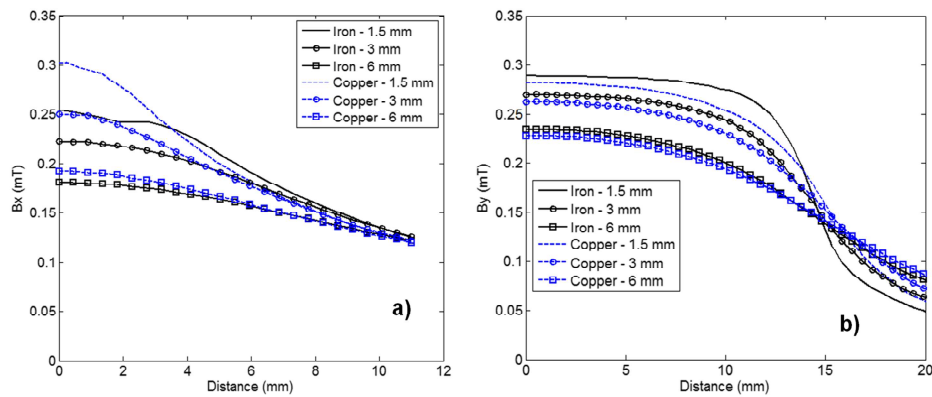 a)
Iron - 1.5 mm
Iron - 3 mm
Iron - 6 mm
Copper - 1.5 mm
Copper - 3 mm
Copper - 6 mm
0.35
0.3
0.25
0.2
0.15
0.1
0.05
0
Bx (mT)
0 2 4 6 8 10 12
Distance (mm)
a)
0.35
0.3
0.25
0.2
0.15
0.1
0.05
0
By (mT)
Iron - 1.5 mm
Iron - 3 mm
Iron - 6 mm
Copper - 1.5 mm
Copper - 3 mm
Copper - 6 mm
b)
0 5 10 15 20
Distance (mm)